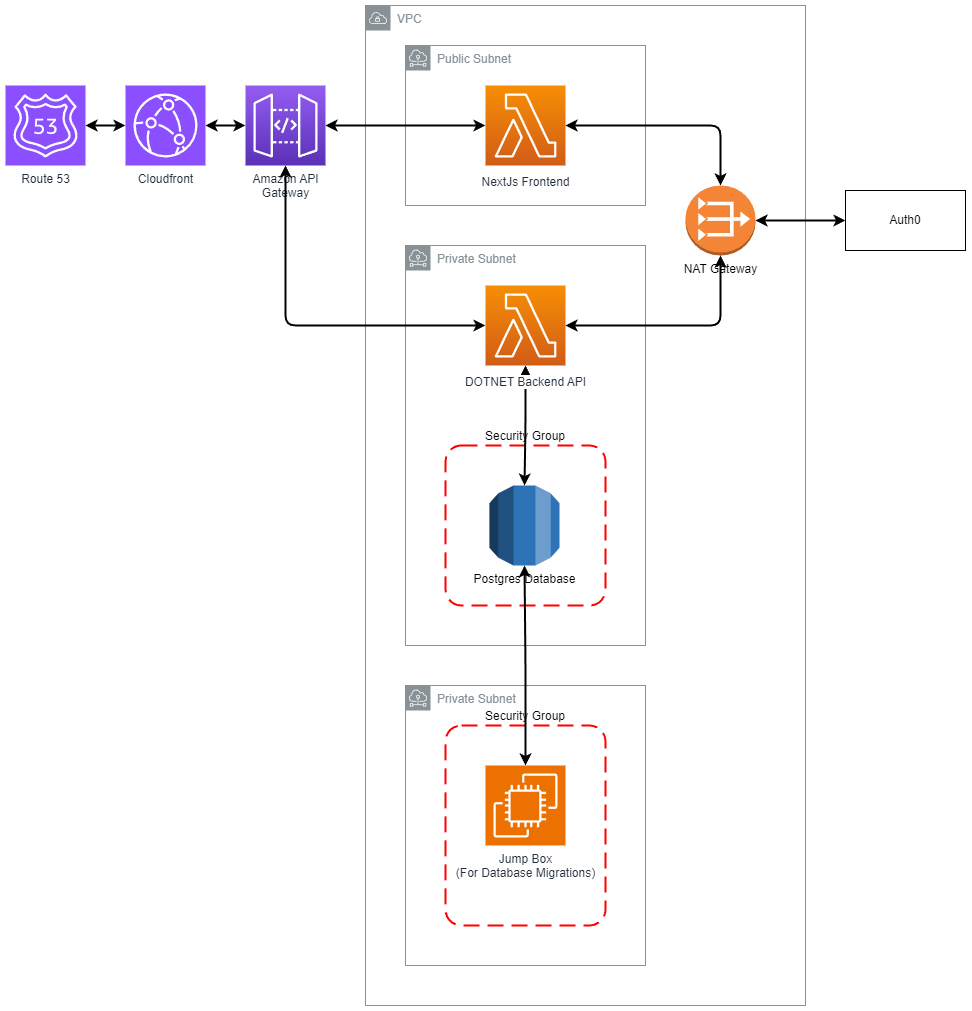 VPC
Public Subnet
53
Route 53
Cloudfront
</>
Amazon API
Gateway
NextJs Frontend
Auth0
NAT Gateway
Private Subnet
DOTNET Backend API
Security Group
Postgres Database
Private Subnet
Security Group
Jump Box
(For Database Migrations)